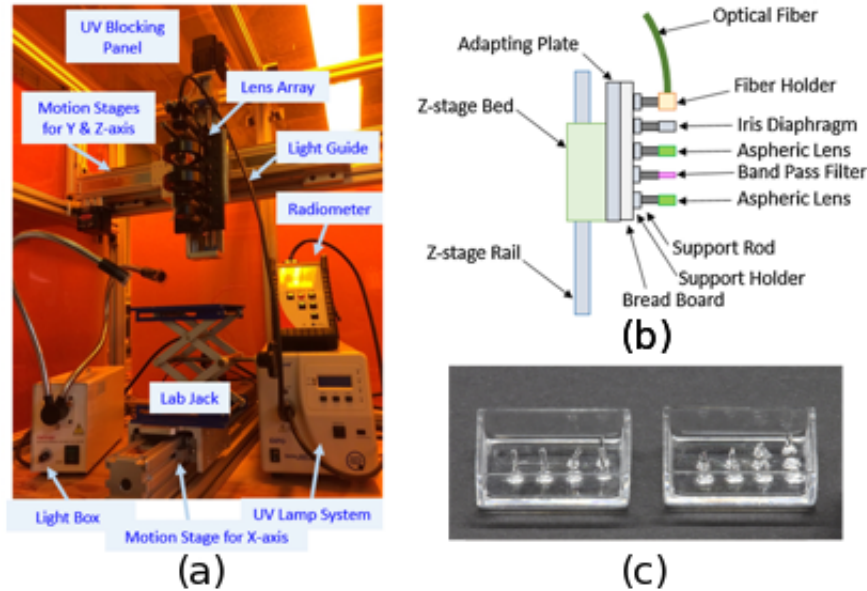 UV Blocking
Panel
Lens Array
Motion Stages
for Y & Z-axis
Light Guide
Radiometer
Lab Jack
Light Box
UV Lamp System
Motion Stage for X-axis
(a)
Optical Fiber
Adapting Plate
Fiber Holder
Z-stage Bed
Iris Diaphragm
Aspheric Lens
Band Pass Filter
Aspheric Lens
Z-stage Rail
Support Rod
Support Holder
Bread Board
(b)
(c)